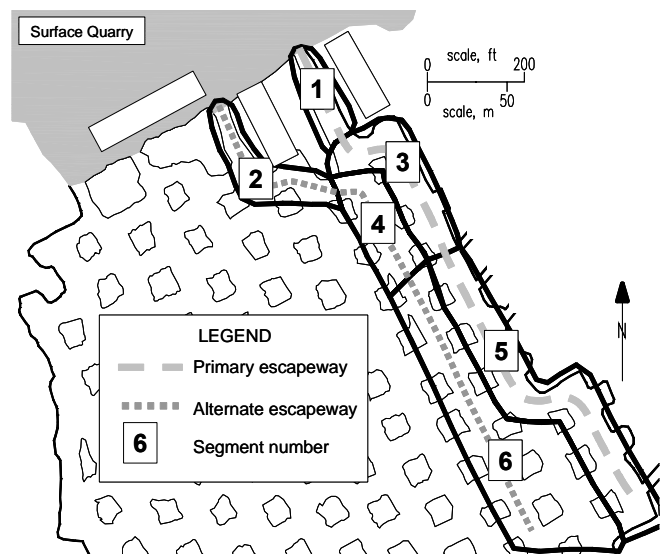 Surface Quarry
scale, ft
0 200
0 50
scale, m
1
2
3
4
5
6
N
LEGEND
Primary escapeway
Alternate escapeway
6 Segment number